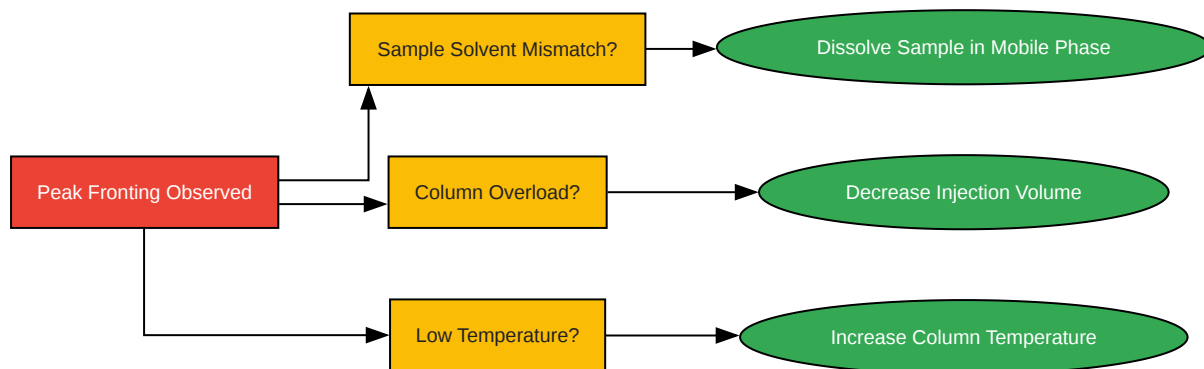 Sample Solvent Mismatch?
Dissolve Sample in Mobile Phase
Peak Fronting Observed
Column Overload?
Decrease Injection Volume
Low Temperature?
Increase Column Temperature